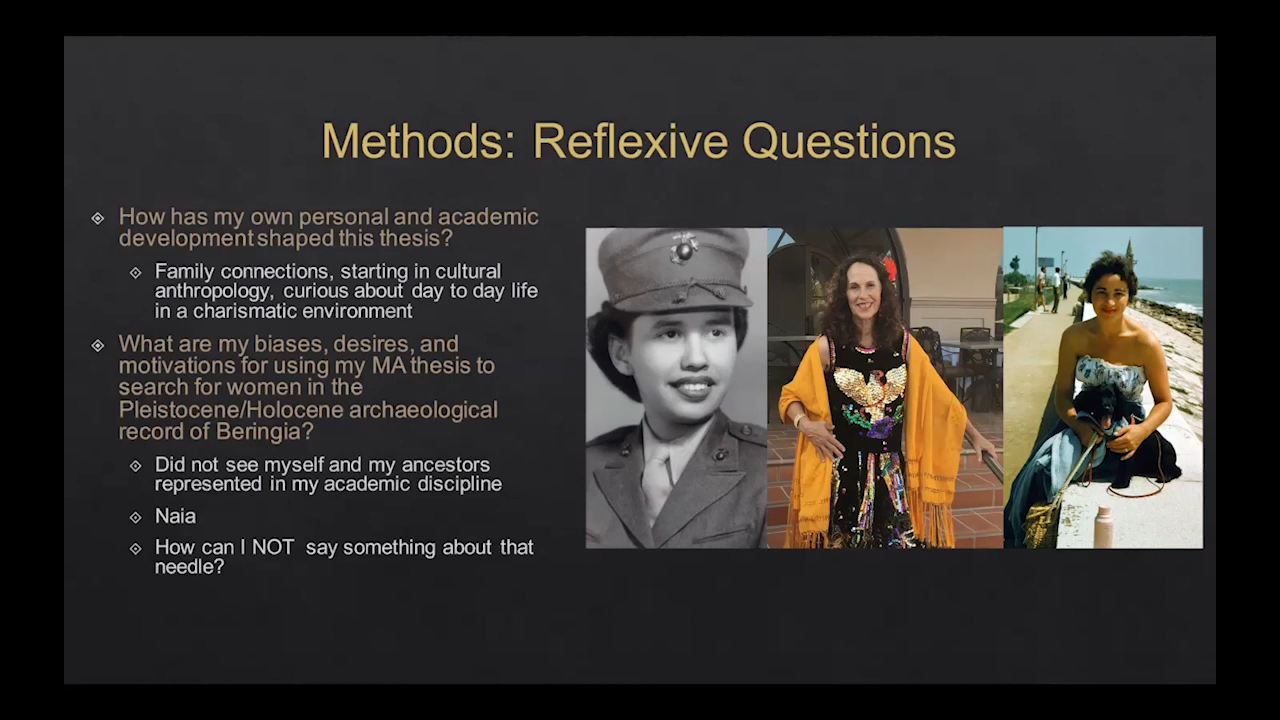 Methods: Reflexive Questions
How has my own personal and academic
development shaped this thesis?
Family connections, starting in cultural
anthropology, curious about day to day life
in a charismatic environment
What are my biases, desires, and
motivations for using my MA thesis to
search for women in the
Pleistocene/Holocene archaeological
record of Beringia?
Did not see myself and my ancestors
represented in my academic discipline
Naia
How can I NOT say something about that
needle?